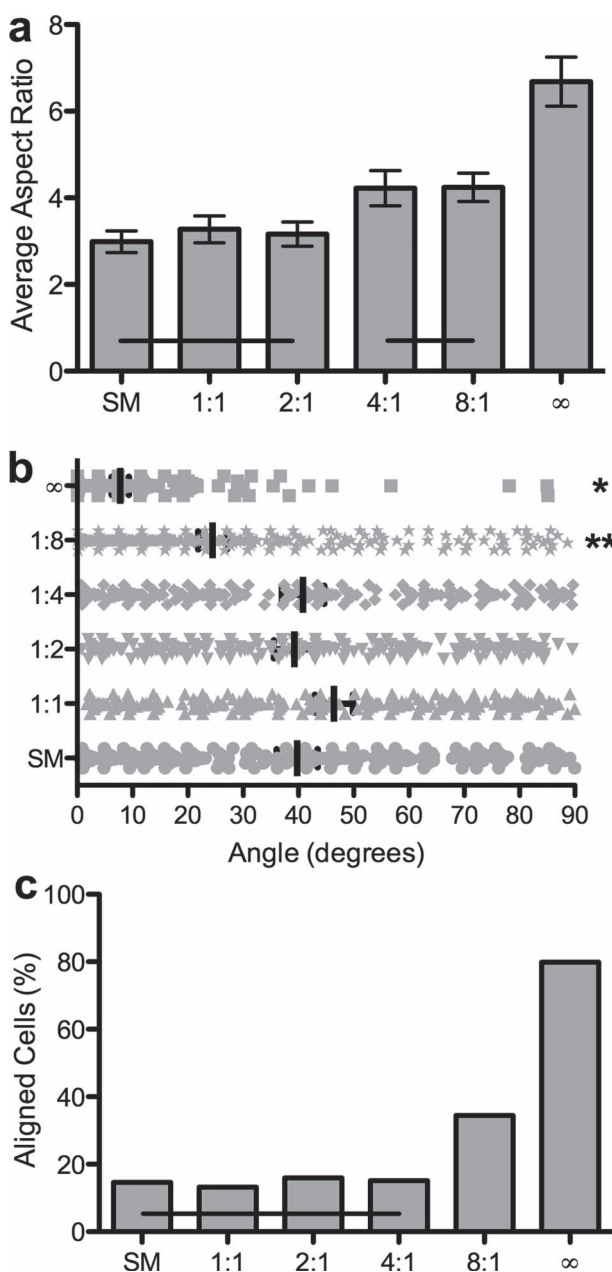 a
Average Aspect Ratio
8
6
4
2
0
SM 1:1 2:1 4:1 8:1 ∞
b
∞ *
1:8 **
1:4
1:2
1:1
SM
0 10 20 30 40 50 60 70 80 90
Angle (degrees)
c
Aligned Cells (%)
100
80
60
40
20
0
SM 1:1 2:1 4:1 8:1 ∞